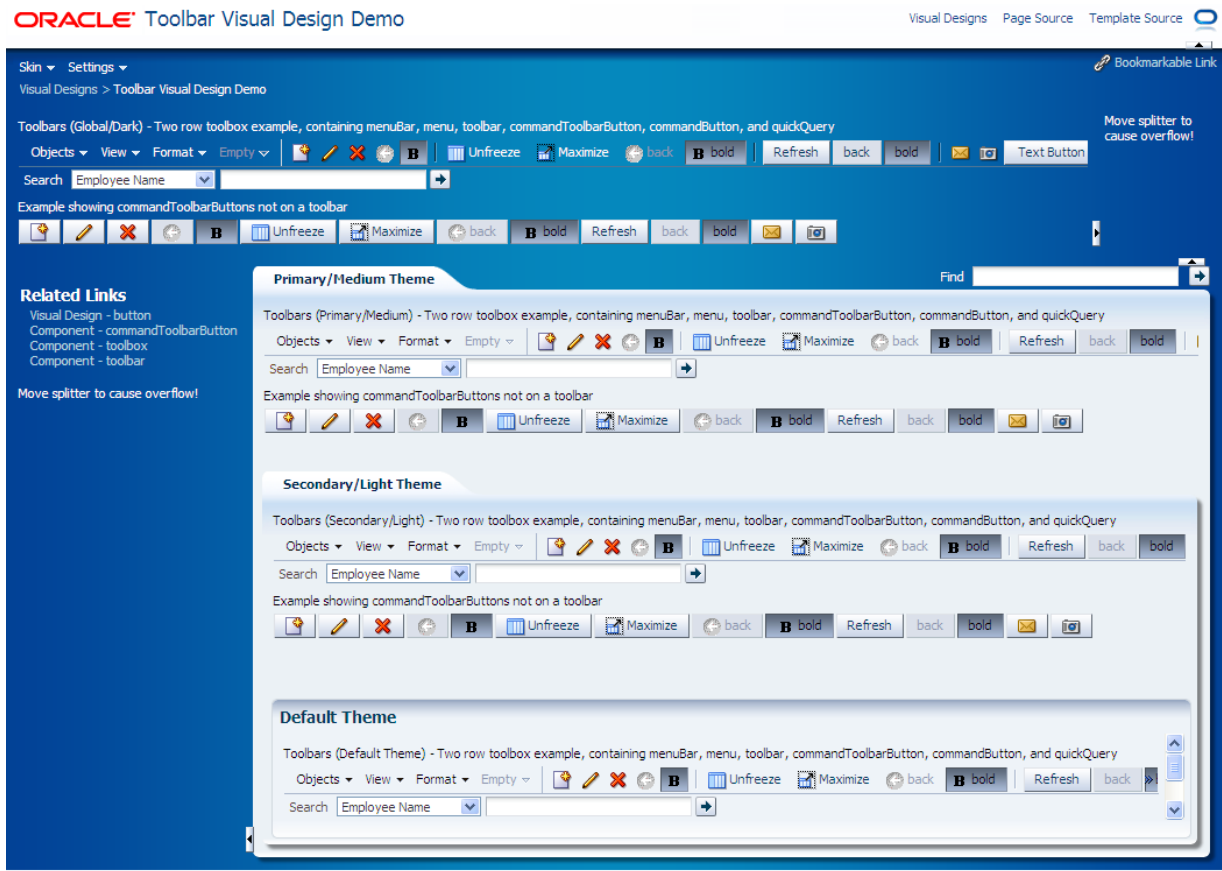 ORACLE Toolbar Visual Design Demo
Visual Designs Page Source Template Source
Skin Settings
Bookmarkable Link
Visual Designs > Toolbar Visual Design Demo
Toolbars (Global/Dark) - Two row toolbox example, containing menuBar, menu, toolbar, commandToolbarButton, commandButton, and quickQuery
Move splitter to
cause overflow!
Objects View Format Empty B Unfreeze Maximize back B bold Refresh back bold Text Button
Search Employee Name
Example showing commandToolbarButtons not on a toolbar
B Unfreeze Maximize back B bold Refresh back bold
Related Links
Visual Design - button
Component - commandToolbarButton
Component - toolbox
Component - toolbar
Move splitter to cause overflow!
Primary/Medium Theme
Find
Toolbars (Primary/Medium) - Two row toolbox example, containing menuBar, menu, toolbar, commandToolbarButton, commandButton, and quickQuery
Objects View Format Empty B Unfreeze Maximize back B bold Refresh back bold
Search Employee Name
Example showing commandToolbarButtons not on a toolbar
B Unfreeze Maximize back B bold Refresh back bold
Secondary/Light Theme
Toolbars (Secondary/Light) - Two row toolbox example, containing menuBar, menu, toolbar, commandToolbarButton, commandButton, and quickQuery
Objects View Format Empty B Unfreeze Maximize back B bold Refresh back bold
Search Employee Name
Example showing commandToolbarButtons not on a toolbar
B Unfreeze Maximize back B bold Refresh back bold
Default Theme
Toolbars (Default Theme) - Two row toolbox example, containing menuBar, menu, toolbar, commandToolbarButton, commandButton, and quickQuery
Objects View Format Empty B Unfreeze Maximize back B bold Refresh back »
Search Employee Name